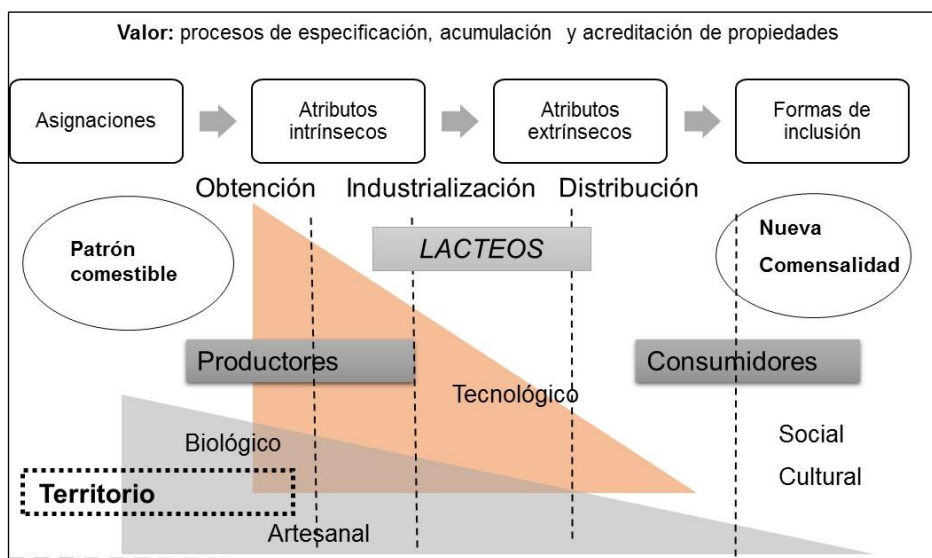 Valor: procesos de especificación, acumulación y acreditación de propiedades
Asignaciones
Atributos
intrínsecos
Atributos
extrínsecos
Formas de
inclusión
Obtención
Industrialización
Distribución
Patrón
comestible
LACTEOS
Nueva
Comensalidad
Productores
Consumidores
Tecnológico
Biológico
Social
Cultural
Territorio
Artesanal